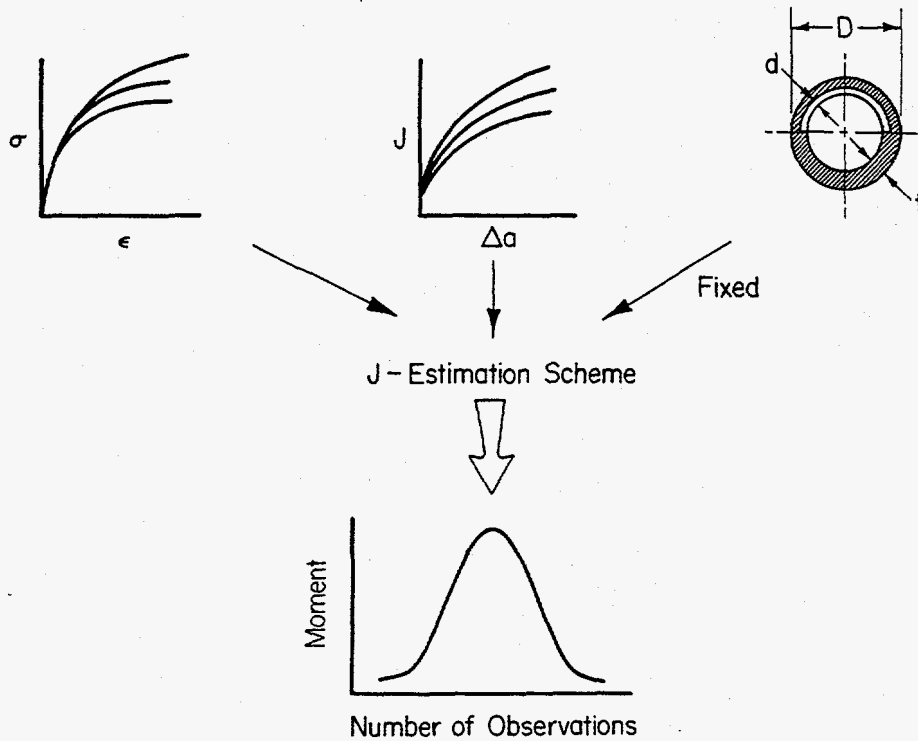 D
d
σ
J
ϵ
Δa
Fixed
J-Estimation Scheme
Moment
Number of Observations